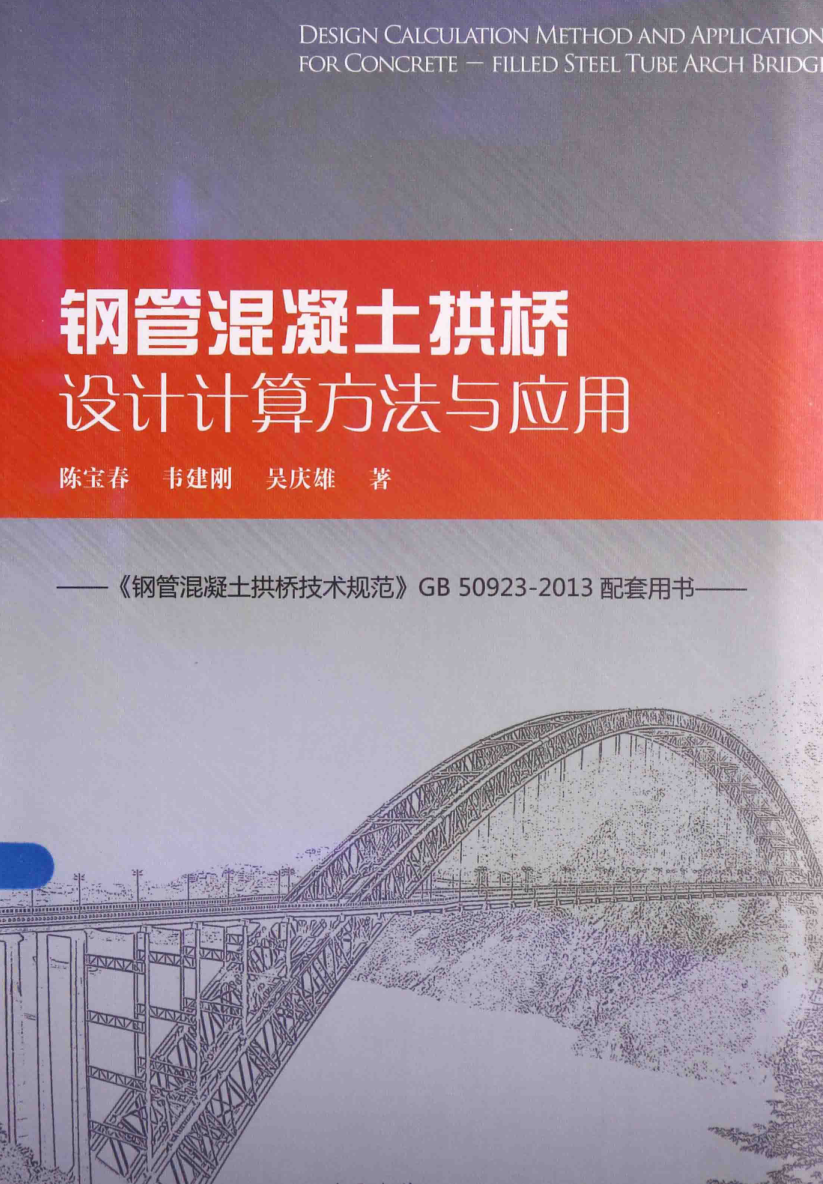 DESIGN CALCULATION METHOD AND APPLICATION
FOR CONCRETE — FILLED STEEL TUBE ARCH BRIDGE
钢管混凝土拱桥
设计计算方法与应用
陈宝春 韦建刚 吴庆雄 著
——《钢管混凝土拱桥技术规范》GB 50923-2013 配套用书——